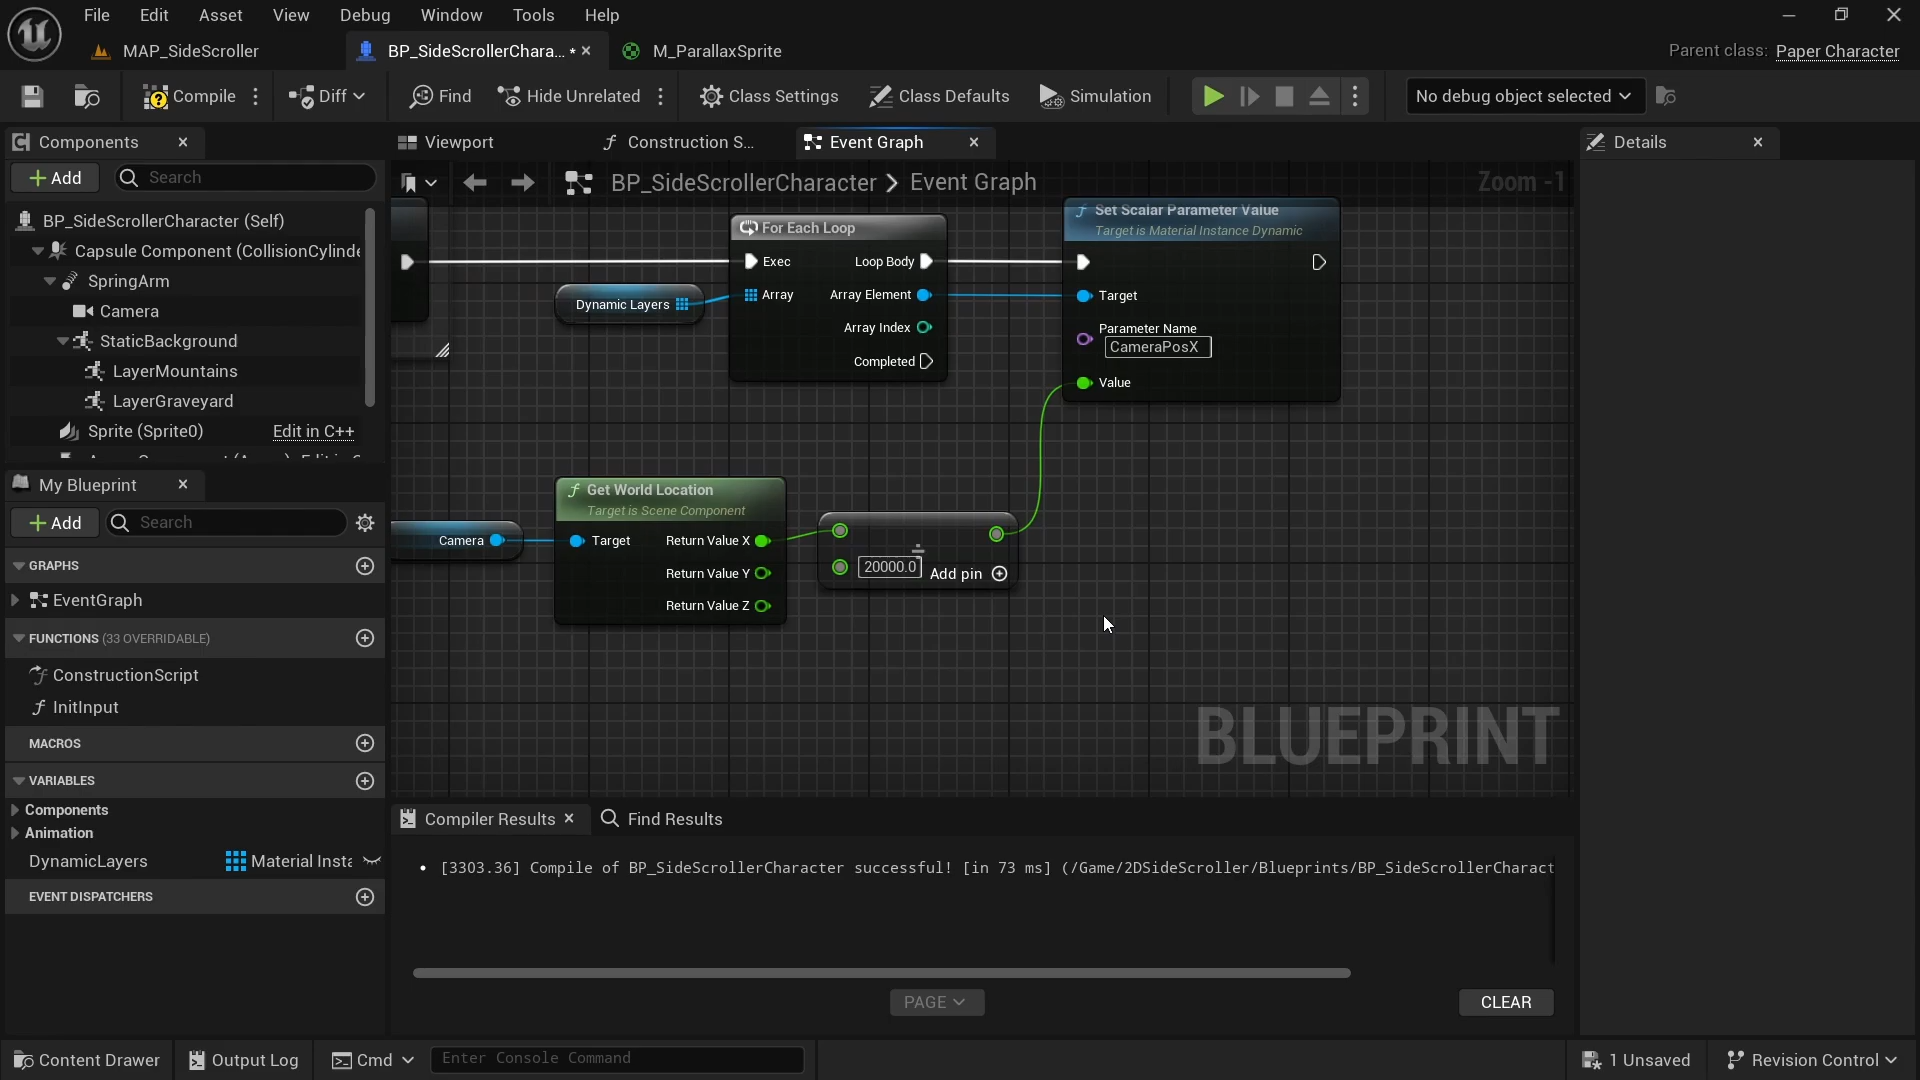 File Edit Asset View Debug Window Tools Help
MAP_SideScroller BP_SideScrollerChara... * M_ParallaxSprite
Parent class: Paper Character
Compile Diff Find Hide Unrelated Class Settings Class Defaults Simulation No debug object selected
Components
Add Search
BP_SideScrollerCharacter (Self)
Capsule Component (CollisionCylinde
SpringArm
Camera
StaticBackground
LayerMountains
LayerGraveyard
Sprite (Sprite0) Edit in C++
My Blueprint
Add Search
GRAPHS
EventGraph
FUNCTIONS (33 OVERRIDABLE)
ConstructionScript
InitInput
MACROS
VARIABLES
Components
Animation
DynamicLayers Material Insta
EVENT DISPATCHERS
Viewport Construction S... Event Graph
BP_SideScrollerCharacter Event Graph Zoom -1
For Each Loop
Exec Loop Body
Array Array Element
Array Index
Completed
Dynamic Layers
Set Scalar Parameter Value
Target is Material Instance Dynamic
Target
Parameter Name
CameraPosX
Value
Camera
Get World Location
Target is Scene Component
Target Return Value X
Return Value Y
Return Value Z
÷
20000.0 Add pin
BLUEPRINT
Compiler Results Find Results
• [3303.36] Compile of BP_SideScrollerCharacter successful! [in 73 ms] (/Game/2DSideScroller/Blueprints/BP_SideScrollerCharact
PAGE CLEAR
Details
Content Drawer Output Log Cmd Enter Console Command 1 Unsaved Revision Control